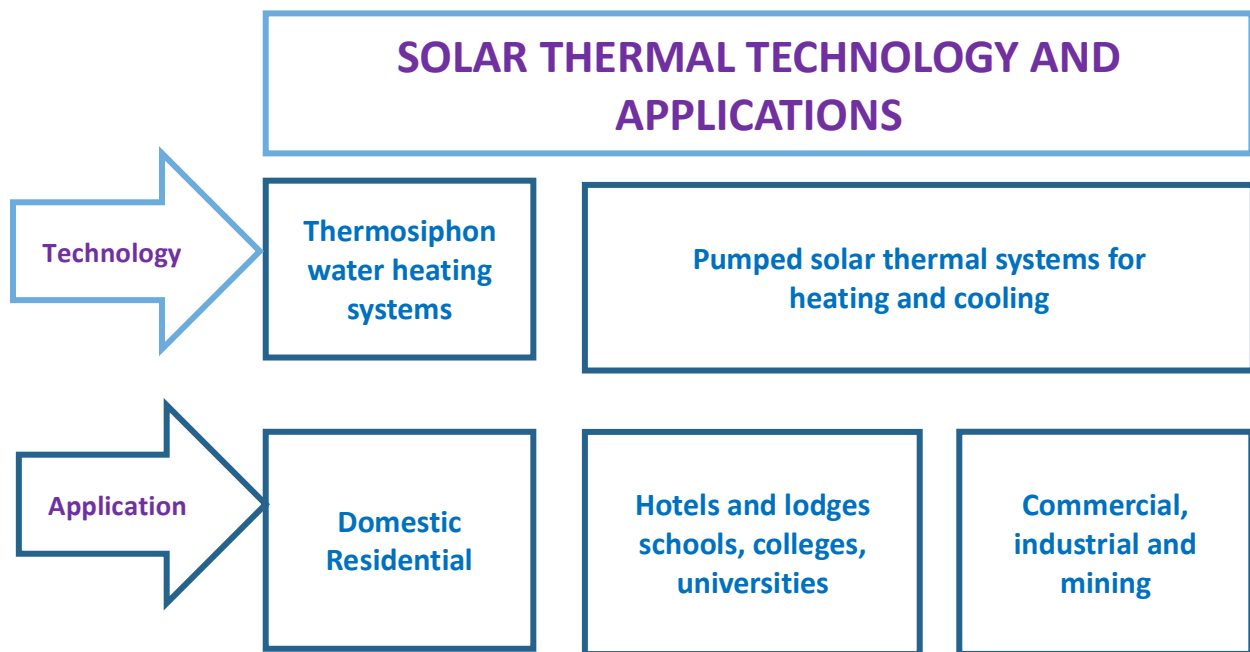 SOLAR THERMAL TECHNOLOGY AND
APPLICATIONS
Technology
Thermosiphon
water heating
systems
Pumped solar thermal systems for
heating and cooling
Application
Domestic
Residential
Hotels and lodges
schools, colleges,
universities
Commercial,
industrial and
mining